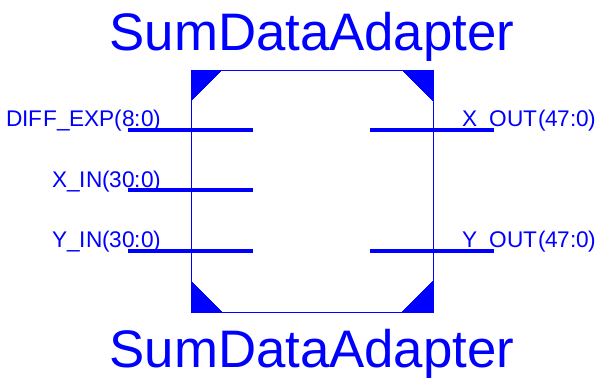 SumDataAdapter
DIFF_EXP(8:0)
X_OUT(47:0)
X_IN(30:0)
Y_IN(30:0)
Y_OUT(47:0)
SumDataAdapter